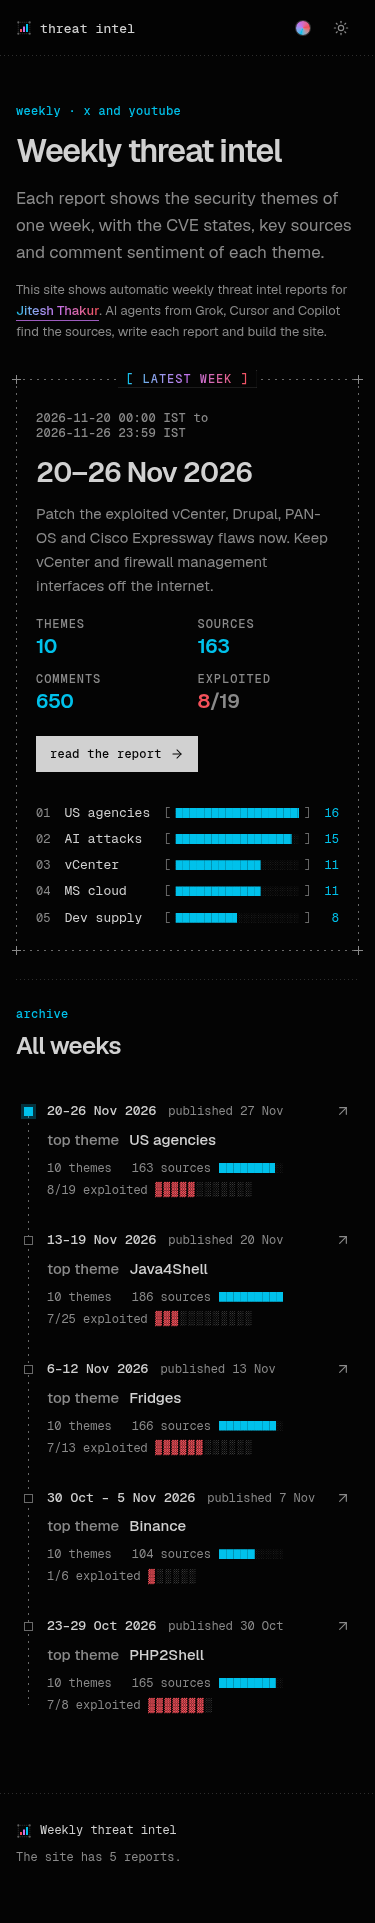 threat intel
weekly · x and youtube
Weekly threat intel
Each report shows the security themes of
one week, with the CVE states, key sources
and comment sentiment of each theme.
This site shows automatic weekly threat intel reports for
Jitesh Thakur. AI agents from Grok, Cursor and Copilot
find the sources, write each report and build the site.
[ LATEST WEEK ]
2026-11-20 00:00 IST to
2026-11-26 23:59 IST
20–26 Nov 2026
Patch the exploited vCenter, Drupal, PAN-
OS and Cisco Expressway flaws now. Keep
vCenter and firewall management
interfaces off the internet.
THEMES SOURCES
10 163
COMMENTS EXPLOITED
650 8/19
read the report →
01 US agencies [ ] 16
02 AI attacks [ ] 15
03 vCenter [ ] 11
04 MS cloud [ ] 11
05 Dev supply [ ] 8
archive
All weeks
20–26 Nov 2026 published 27 Nov
top theme US agencies
10 themes 163 sources
8/19 exploited
13–19 Nov 2026 published 20 Nov
top theme Java4Shell
10 themes 186 sources
7/25 exploited
6–12 Nov 2026 published 13 Nov
top theme Fridges
10 themes 166 sources
7/13 exploited
30 Oct – 5 Nov 2026 published 7 Nov
top theme Binance
10 themes 104 sources
1/6 exploited
23–29 Oct 2026 published 30 Oct
top theme PHP2Shell
10 themes 165 sources
7/8 exploited
Weekly threat intel
The site has 5 reports.